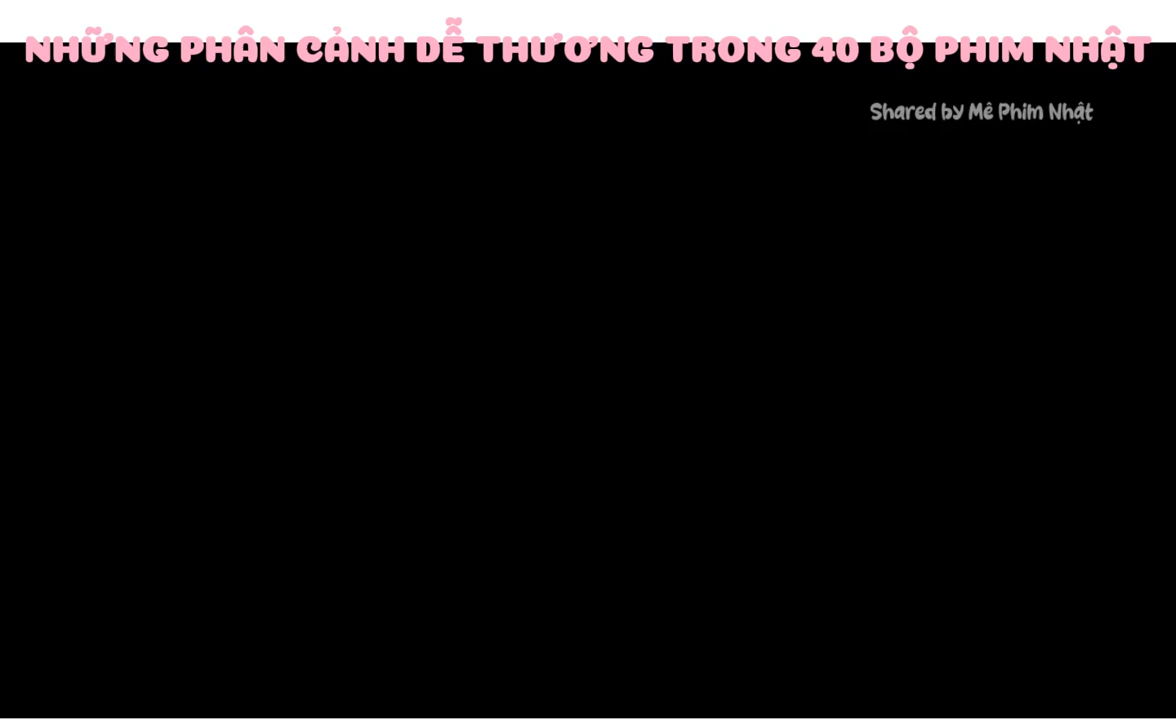 NHỮNG PHÂN CẢNH DỄ THƯƠNG TRONG 40 BỘ PHIM NHẬT
Shared by Mê Phim Nhật